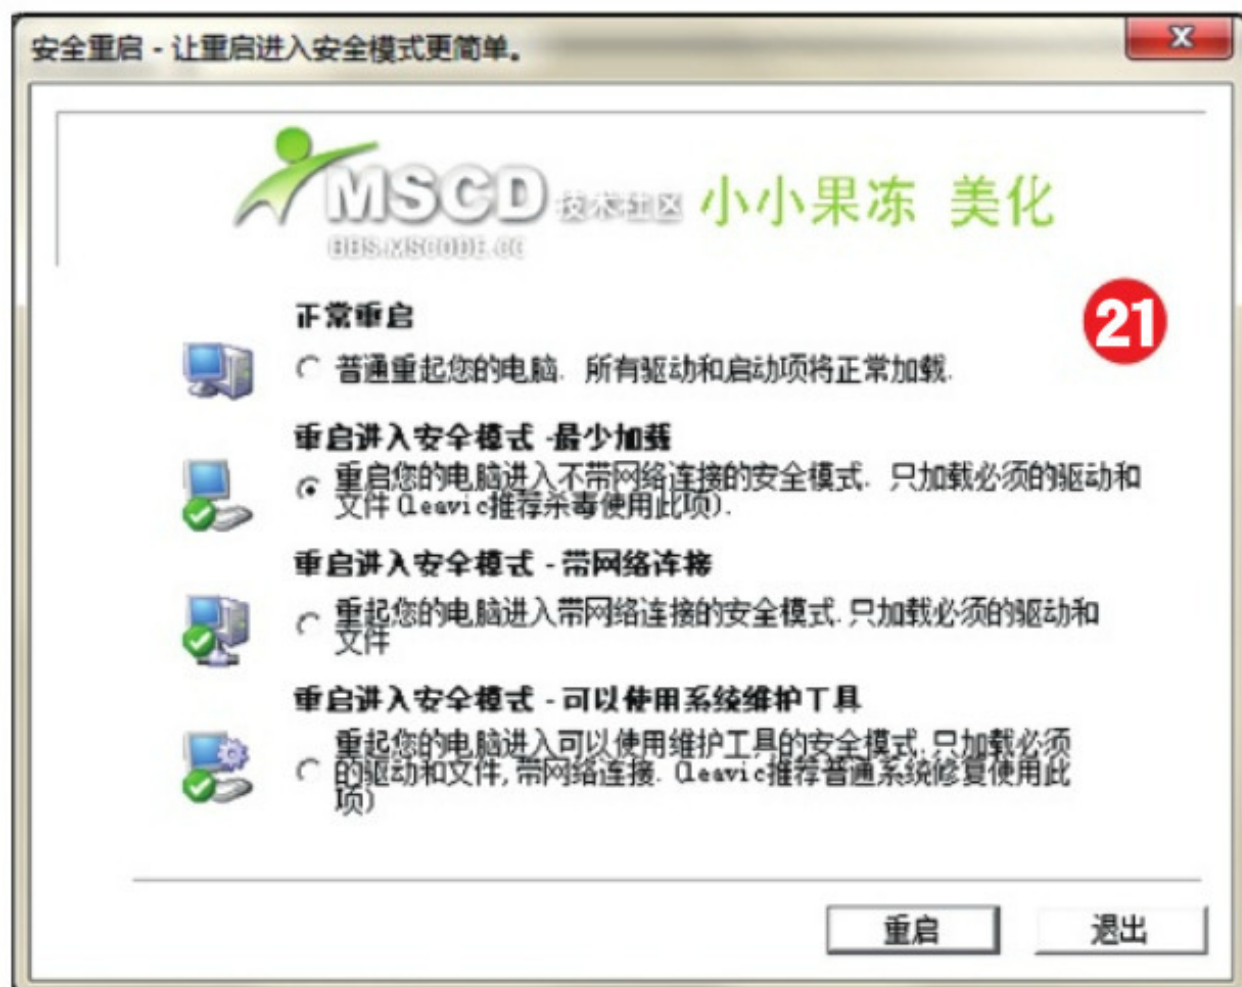 安全重启 - 让重启进入安全模式更简单。
MSCD 技术社区 小小果冻 美化
BBS.MSCODE.CC
21
正常重启
普通重起您的电脑. 所有驱动和启动项将正常加载.
重启进入安全模式 -最少加载
重启您的电脑进入不带网络连接的安全模式. 只加载必须的驱动和
文件(leavic推荐杀毒使用此项).
重启进入安全模式 - 带网络连接
重起您的电脑进入带网络连接的安全模式.只加载必须的驱动和
文件
重启进入安全模式 - 可以使用系统维护工具
重起您的电脑进入可以使用维护工具的安全模式.只加载必须
的驱动和文件,带网络连接. (leavic推荐普通系统修复使用此
项)
重启 退出